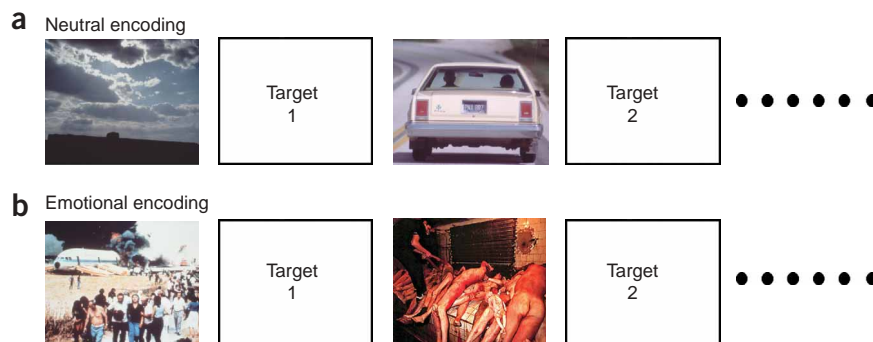 a
Neutral encoding
Target
1
Target
2
b
Emotional encoding
Target
1
Target
2